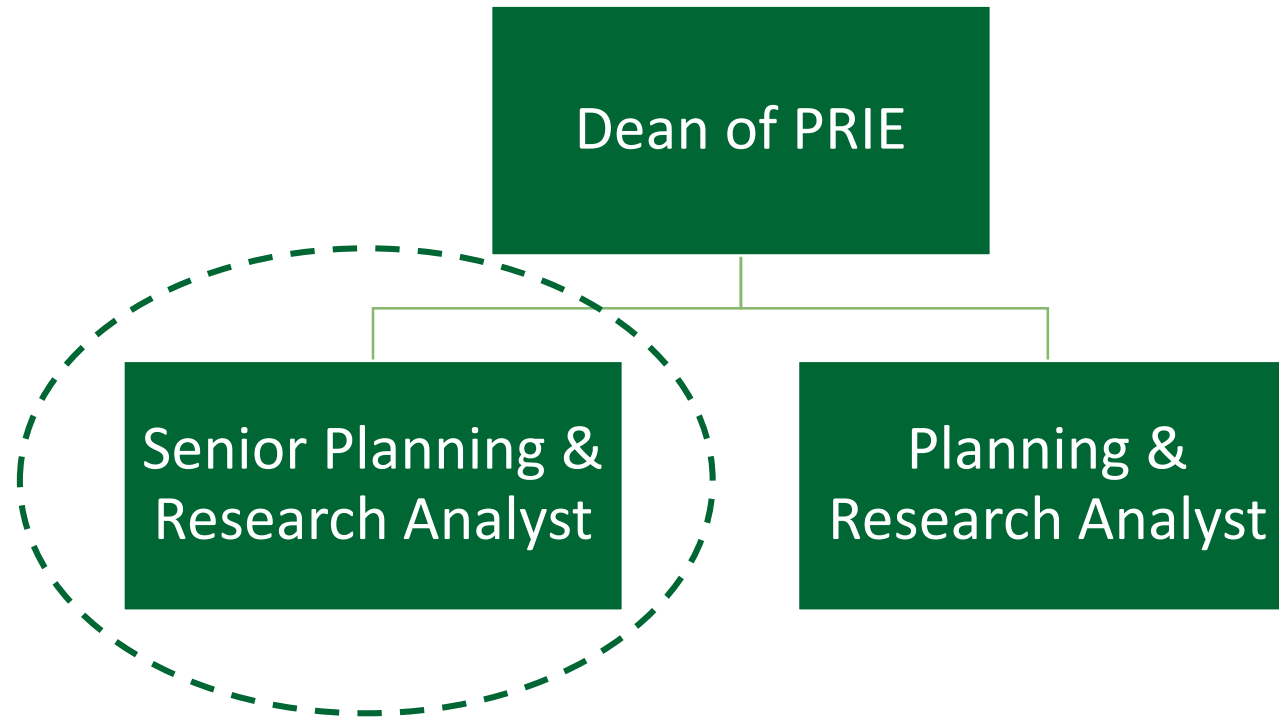 Dean of PRIE
Senior Planning &
Research Analyst
Planning &
Research Analyst